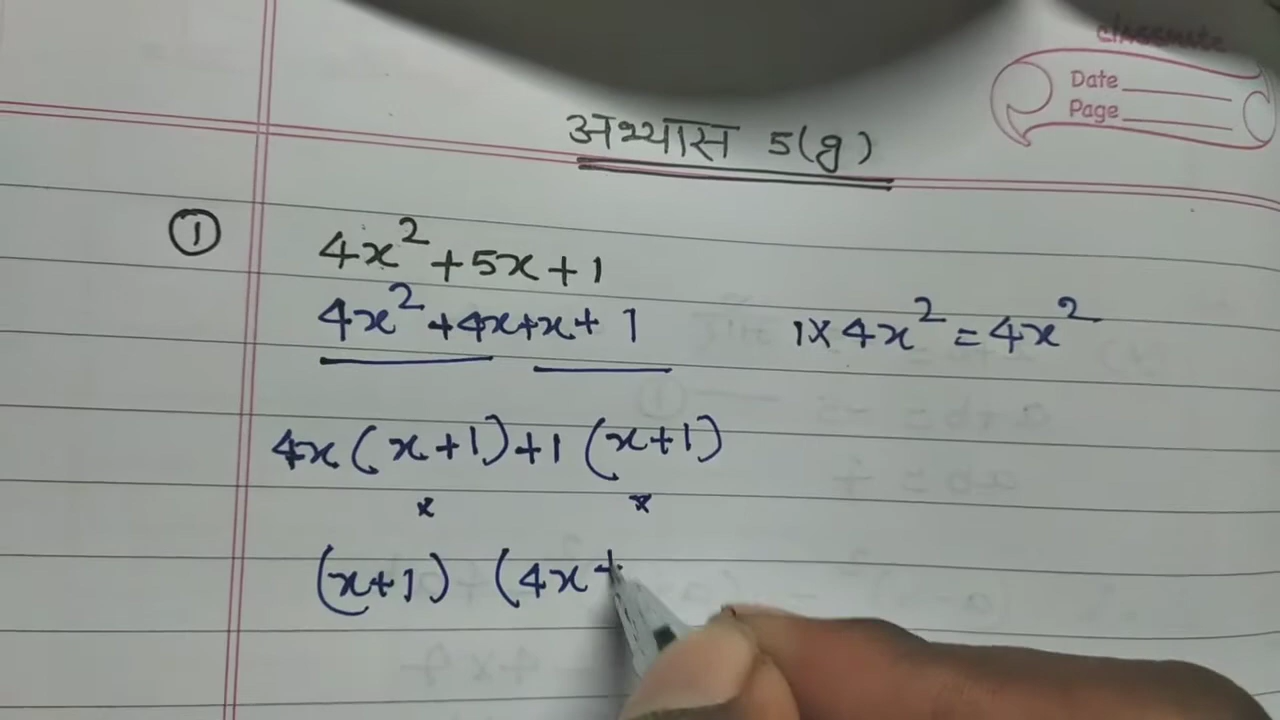 classmate
Date
Page
अभ्यास 5(g)
① 4x² + 5x + 1
4x² + 4x + x + 1
1 × 4x² = 4x²
4x (x + 1) + 1 (x + 1)
× ×
(x + 1) (4x +